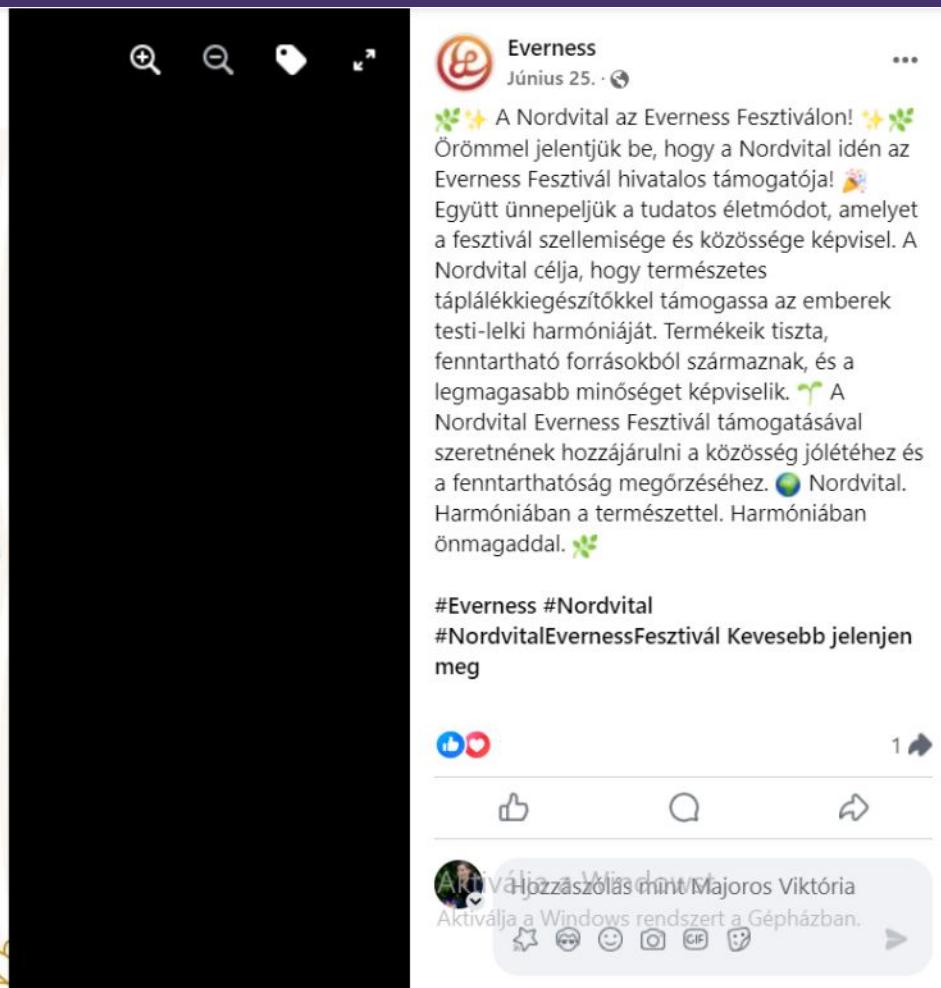 Everness
Június 25. ·
A Nordvital az Everness Fesztiválon!
Örömmel jelentjük be, hogy a Nordvital idén az
Everness Fesztivál hivatalos támogatója!
Együtt ünnepeljük a tudatos életmódot, amelyet
a fesztivál szellemisége és közössége képvisel. A
Nordvital célja, hogy természetes
táplálékkiegészítőkkel támogassa az emberek
testi-lelki harmóniáját. Termékeik tiszta,
fenntartható forrásokból származnak, és a
legmagasabb minőséget képviselik. A
Nordvital Everness Fesztivál támogatásával
szeretnének hozzájárulni a közösség jólétéhez és
a fenntarthatóság megőrzéséhez. Nordvital.
Harmóniában a természettel. Harmóniában
önmagaddal.
#Everness #Nordvital
#NordvitalEvernessFesztivál Kevesebb jelenjen
meg
1
Aktiválja a Windowst
Hozzászólás mint Majoros Viktória
Aktiválja a Windows rendszert a Gépházban.
GIF